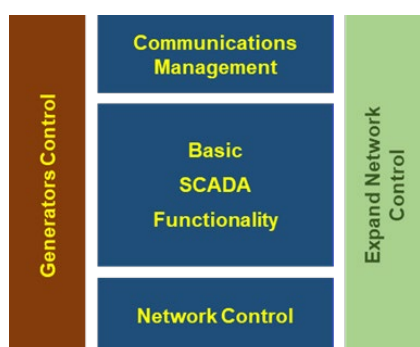 Generators Control
Communications
Management
Basic
SCADA
Functionality
Network Control
Expand Network
Control